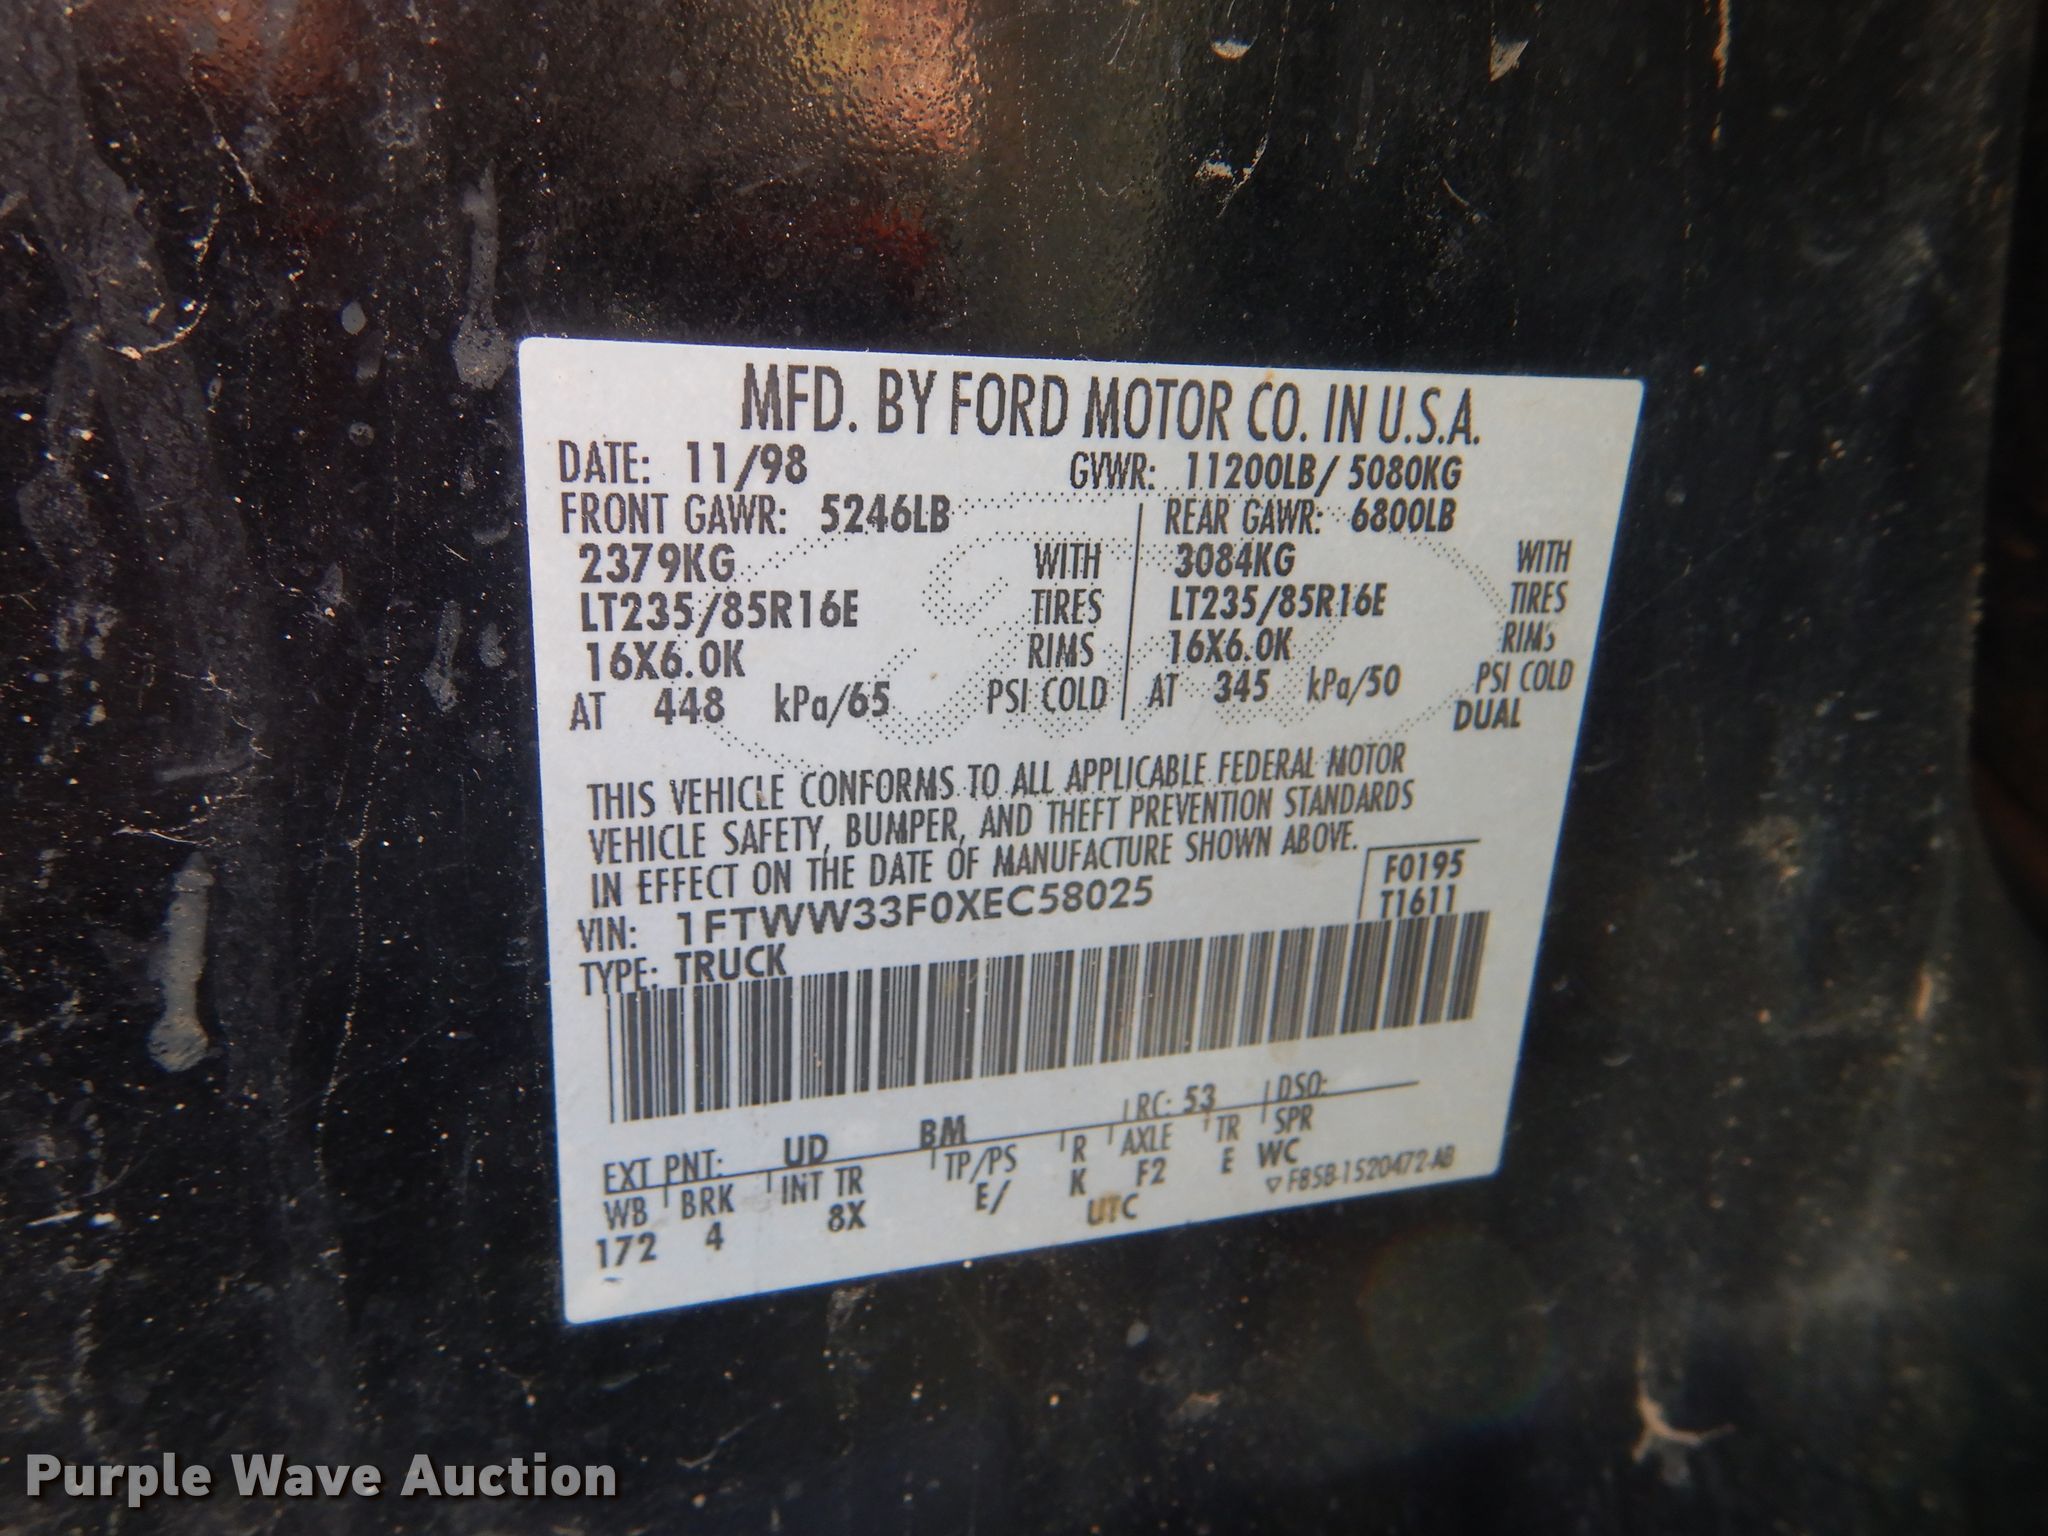 MFD. BY FORD MOTOR CO. IN U.S.A.
DATE: 11/98 GVWR: 11200LB/ 5080KG
FRONT GAWR: 5246LB REAR GAWR: 6800LB
2379KG WITH 3084KG WITH
LT235/85R16E TIRES LT235/85R16E TIRES
16X6.0K RIMS 16X6.0K RIMS
AT 448 kPa/65 PSI COLD AT 345 kPa/50 PSI COLD
DUAL
THIS VEHICLE CONFORMS TO ALL APPLICABLE FEDERAL MOTOR
VEHICLE SAFETY, BUMPER, AND THEFT PREVENTION STANDARDS
IN EFFECT ON THE DATE OF MANUFACTURE SHOWN ABOVE.
F0195
VIN: 1FTWW33F0XEC58025 T1611
TYPE: TRUCK
EXT PNT: UD BM RC: 53 DSO:
WB BRK INT TR TP/PS R AXLE TR SPR
172 4 8X E/ K F2 E WC
UTC
▽ F85B-1520472-AB
Purple Wave Auction